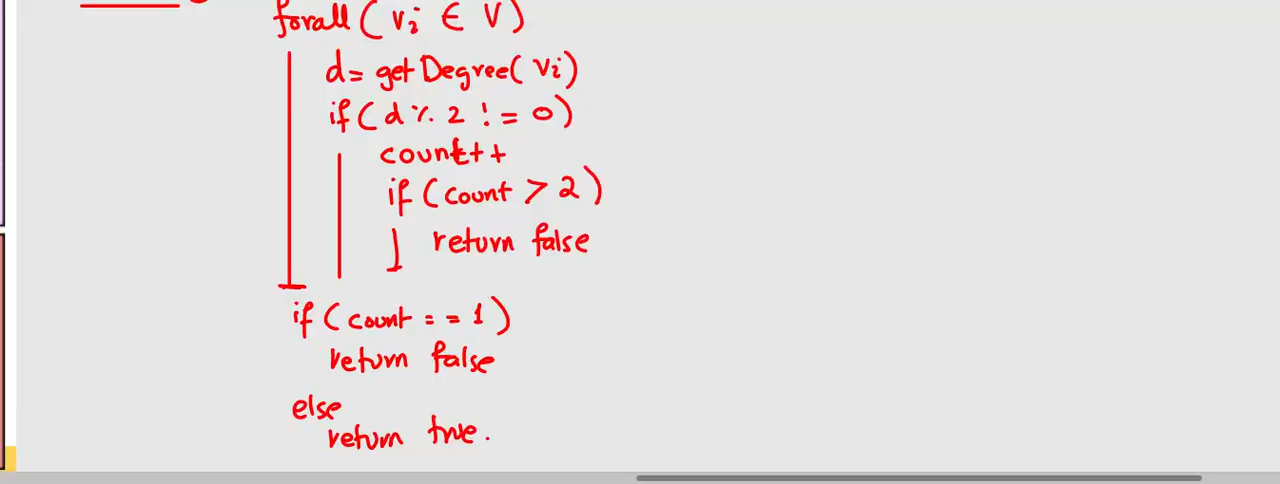 forall ( vi ∈ V )
d = getDegree( vi )
if ( d % 2 ! = 0 )
count++
if ( count > 2 )
return false
if ( count = = 1 )
return false
else
return true.